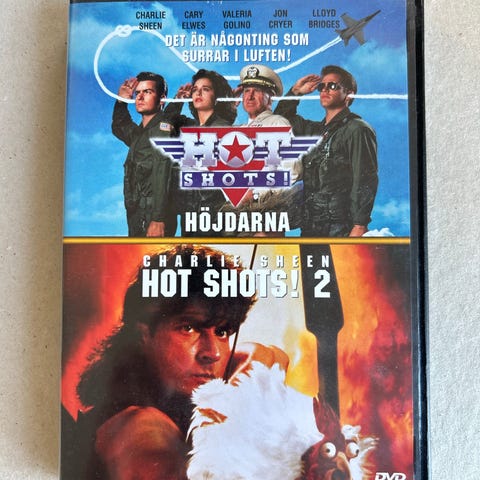 CHARLIE SHEEN CARY ELWES VALERIA GOLINO JON CRYER LLOYD BRIDGES
DET ÄR NÅGONTING SOM
SURRAR I LUFTEN!
HOT
SHOTS!
HÖJDARNA
CHARLIE SHEEN
HOT SHOTS! 2
DVD